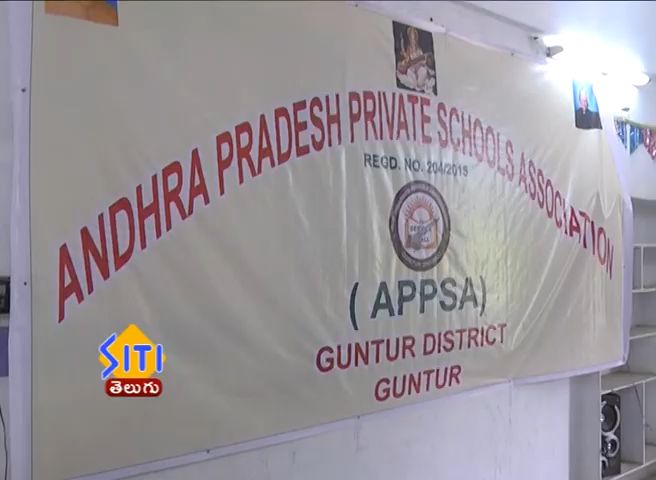 ANDHRA PRADESH PRIVATE SCHOOLS ASSOCIATION
REGD. NO. 204/2015
(APPSA)
GUNTUR DISTRICT
GUNTUR
SITI
తెలుగు